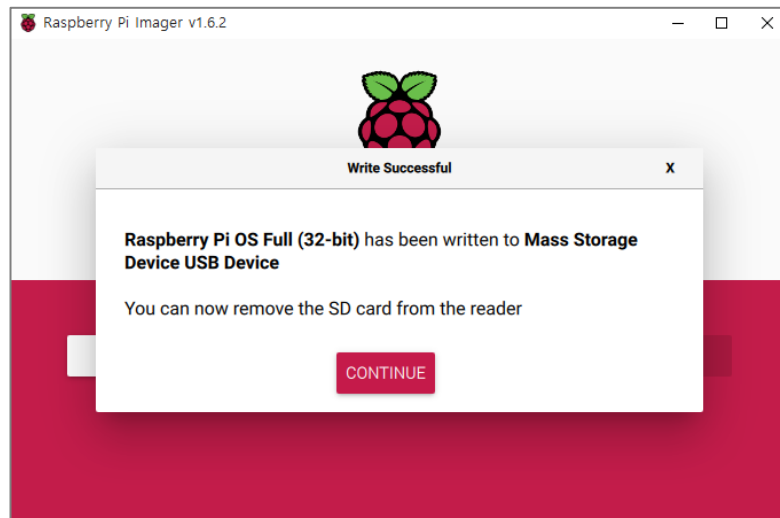 Raspberry Pi Imager v1.6.2
Write Successful
X
Raspberry Pi OS Full (32-bit) has been written to Mass Storage
Device USB Device
You can now remove the SD card from the reader
CONTINUE